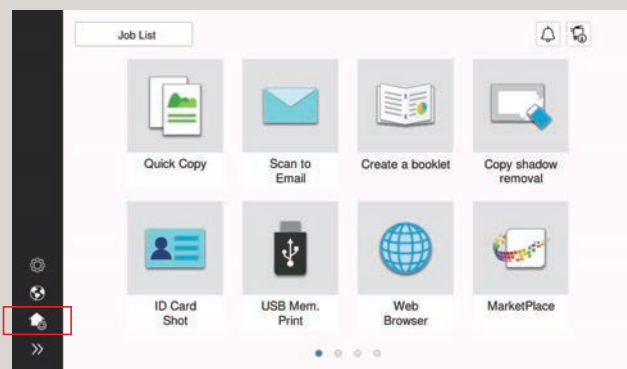 Job List
Quick Copy
Scan to
Email
Create a booklet
Copy shadow
removal
ID Card
Shot
USB Mem.
Print
Web
Browser
MarketPlace